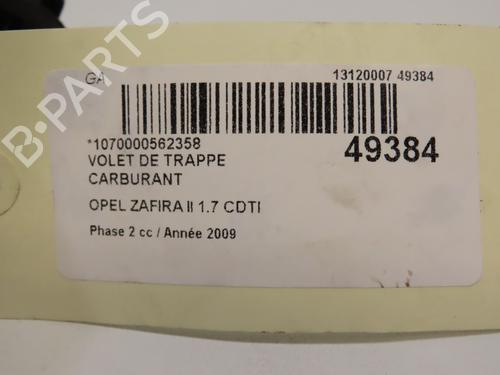 GA
13120007 49384
*1070000562358
49384
VOLET DE TRAPPE
CARBURANT
OPEL ZAFIRA II 1.7 CDTI
Phase 2 cc / Année 2009
B-PARTS